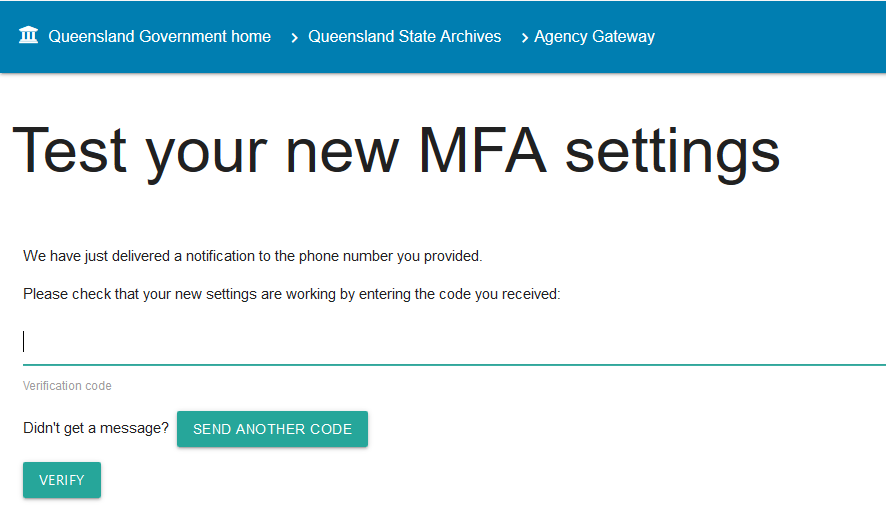 Queensland Government home > Queensland State Archives > Agency Gateway
Test your new MFA settings
We have just delivered a notification to the phone number you provided.
Please check that your new settings are working by entering the code you received:
Verification code
Didn't get a message? SEND ANOTHER CODE
VERIFY